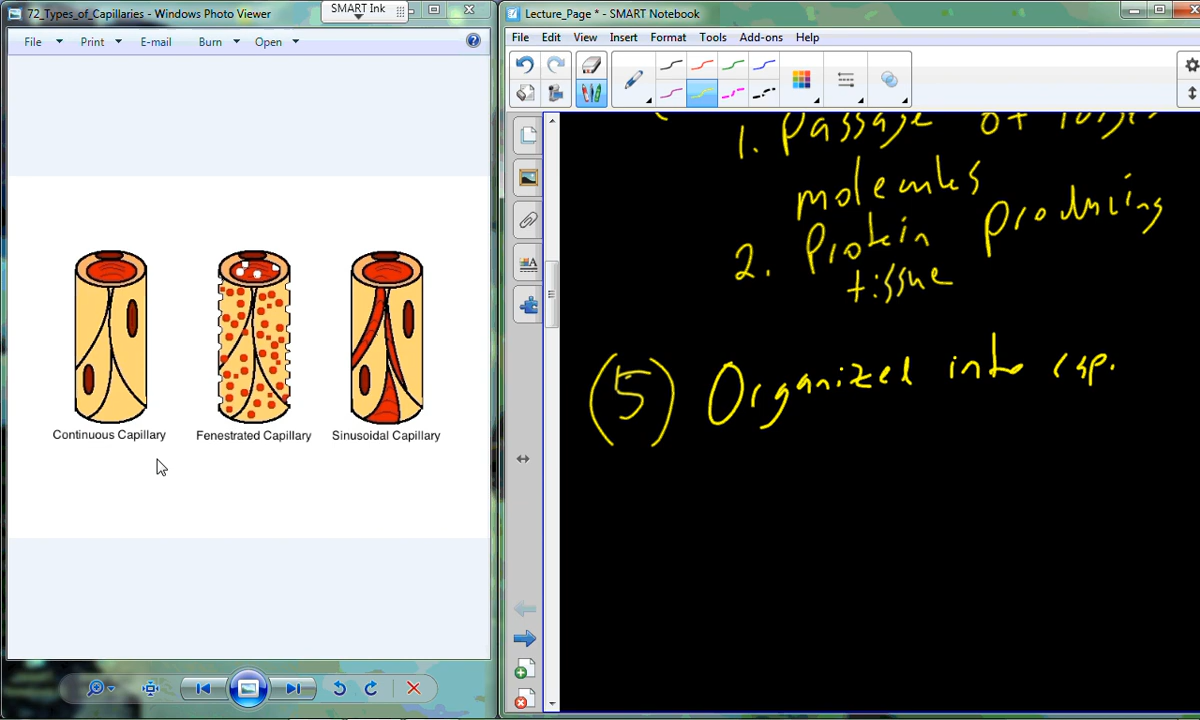 72_Types_of_Capillaries - Windows Photo Viewer
SMART Ink
File Print E-mail Burn Open
Continuous Capillary
Fenestrated Capillary
Sinusoidal Capillary
Lecture_Page * - SMART Notebook
File Edit View Insert Format Tools Add-ons Help
1. Passage of
molecules
2. Protein producing
tissue
(5) Organized into cap.